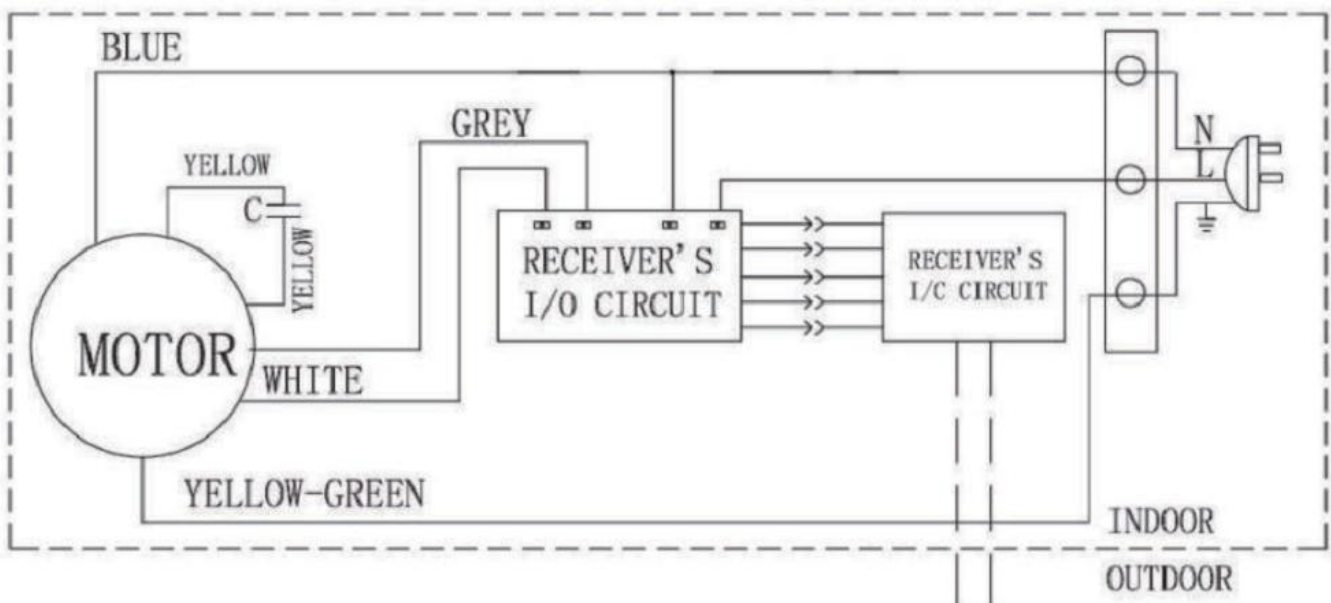 BLUE
GREY
YELLOW
C
YELLOW
N
L
RECEIVER'S
I/O CIRCUIT
RECEIVER'S
I/C CIRCUIT
MOTOR
WHITE
YELLOW-GREEN
INDOOR
OUTDOOR